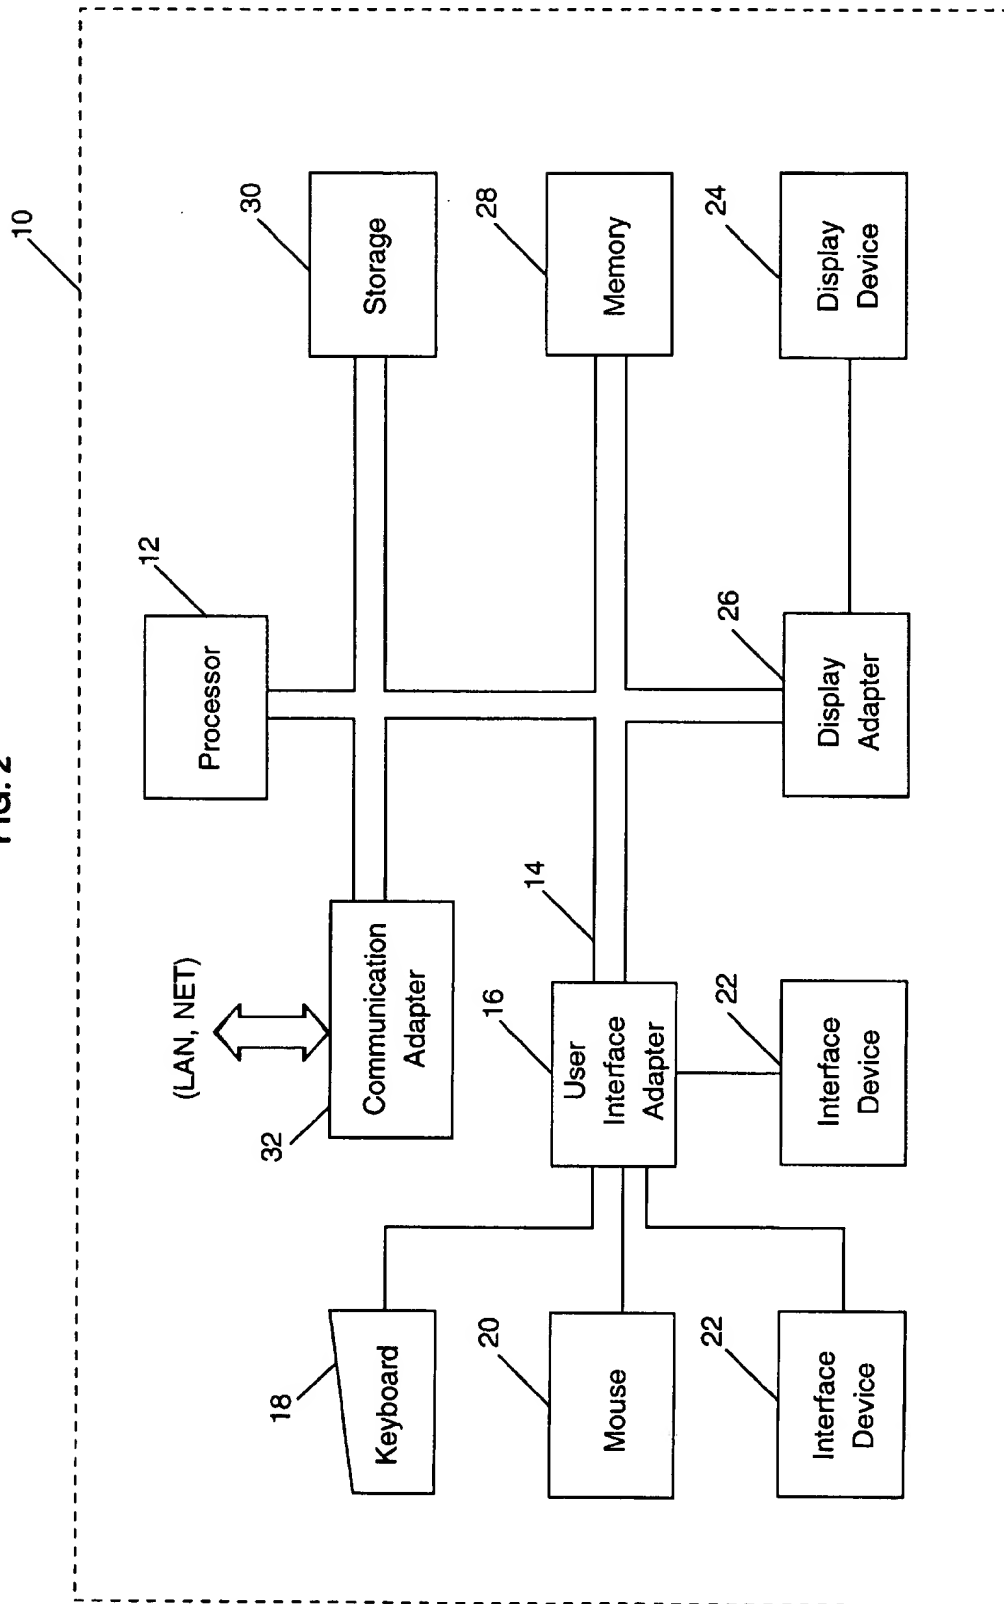 FIG. 2
10
(LAN, NET)
12
Processor
30
Storage
32
Communication
Adapter
18
Keyboard
14
16
User
Interface
Adapter
28
Memory
20
Mouse
22
Interface
Device
22
Interface
Device
26
Display
Adapter
24
Display
Device